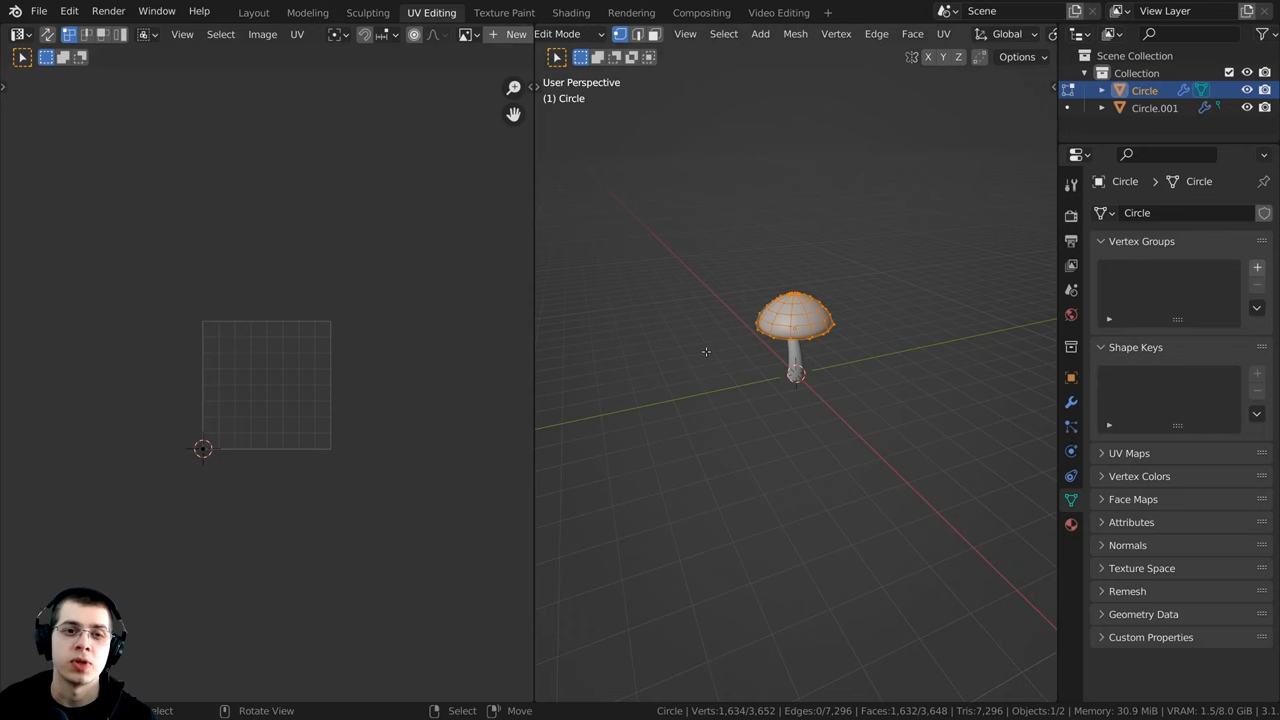 File Edit Render Window Help Layout Modeling Sculpting UV Editing Texture Paint Shading Rendering Compositing Video Editing + Scene View Layer
View Select Image UV New Edit Mode View Select Add Mesh Vertex Edge Face UV Global
X Y Z Options
Scene Collection
Collection
Circle
Circle.001
User Perspective
(1) Circle
Circle > Circle
Circle
Vertex Groups
Shape Keys
UV Maps
Vertex Colors
Face Maps
Attributes
Normals
Texture Space
Remesh
Geometry Data
Custom Properties
elect Rotate View Select Move Circle | Verts:1,634/3,652 | Edges:0/7,296 | Faces:1,632/3,648 | Tris:7,296 | Objects:1/2 | Memory: 30.9 MiB | VRAM: 1.5/8.0 GiB | 3.1